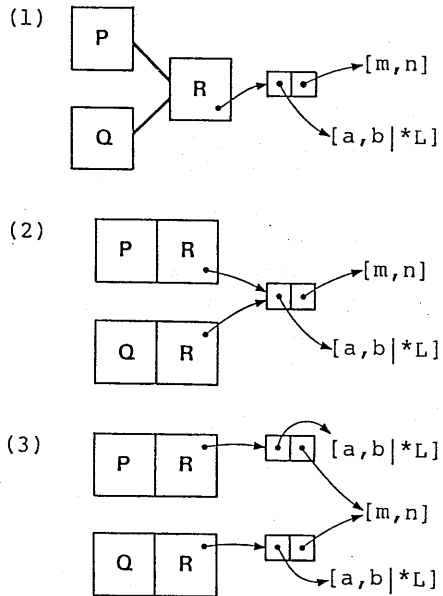 (1)
P
R
[m,n]
Q
[a,b|*L]
(2)
P R
[m,n]
Q R
[a,b|*L]
(3)
P R
[a,b|*L]
[m,n]
Q R
[a,b|*L]